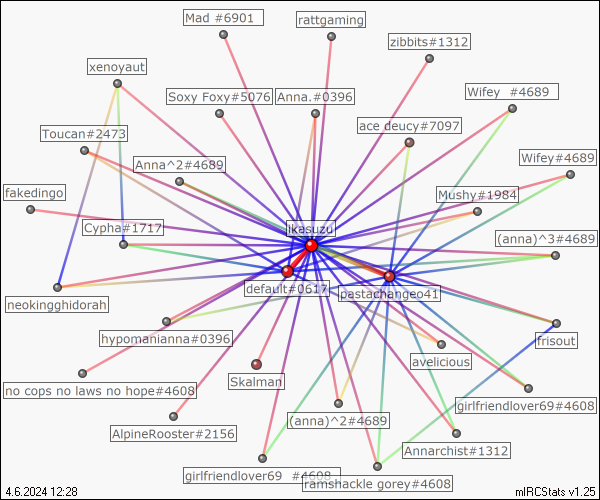 Mad #6901
rattgaming
zibbits#1312
xenoyaut
Soxy Foxy#5076
Anna.#0396
Wifey #4689
ace deucy#7097
Toucan#2473
Anna^2#4689
Wifey#4689
fakedingo
Mushy#1984
Cypha#1717
ikasuzu
(anna)^3#4689
default#0617
pastachangeo41
neokingghidorah
hypomanianna#0396
frisout
avelicious
Skalman
no cops no laws no hope#4608
girlfriendlover69#4608
(anna)^2#4689
AlpineRooster#2156
Annarchist#1312
girlfriendlover69 #4608
ramshackle gorey#4608
4.6.2024 12:28
mIRCStats v1.25